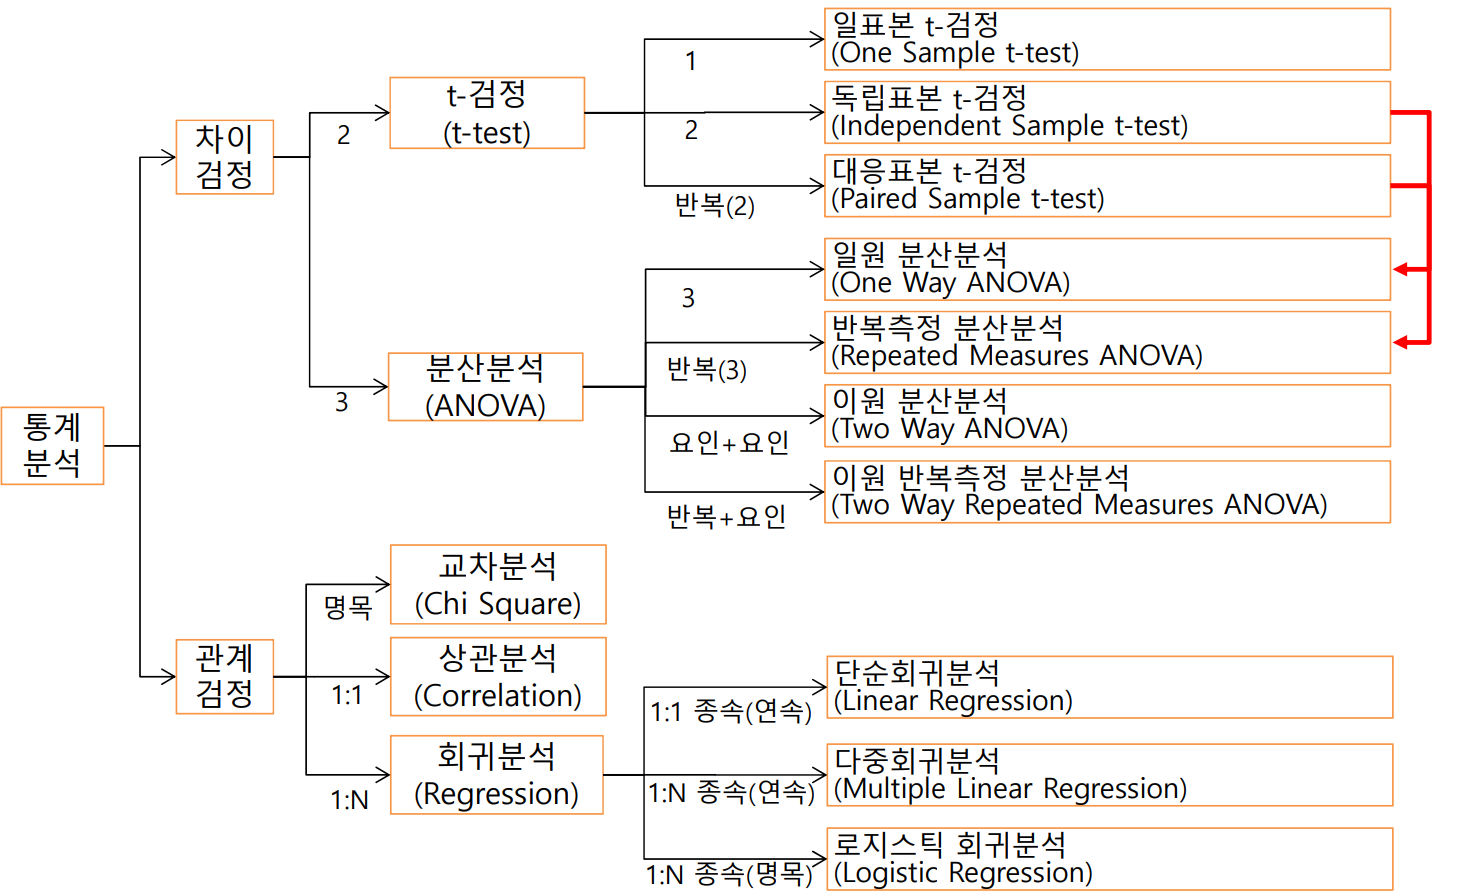 통계
분석
차이
검정
2
3
t-검정
(t-test)
1
2
반복(2)
일표본 t-검정
(One Sample t-test)
독립표본 t-검정
(Independent Sample t-test)
대응표본 t-검정
(Paired Sample t-test)
분산분석
(ANOVA)
3
반복(3)
요인+요인
반복+요인
일원 분산분석
(One Way ANOVA)
반복측정 분산분석
(Repeated Measures ANOVA)
이원 분산분석
(Two Way ANOVA)
이원 반복측정 분산분석
(Two Way Repeated Measures ANOVA)
관계
검정
명목
1:1
1:N
교차분석
(Chi Square)
상관분석
(Correlation)
회귀분석
(Regression)
1:1 종속(연속)
1:N 종속(연속)
1:N 종속(명목)
단순회귀분석
(Linear Regression)
다중회귀분석
(Multiple Linear Regression)
로지스틱 회귀분석
(Logistic Regression)